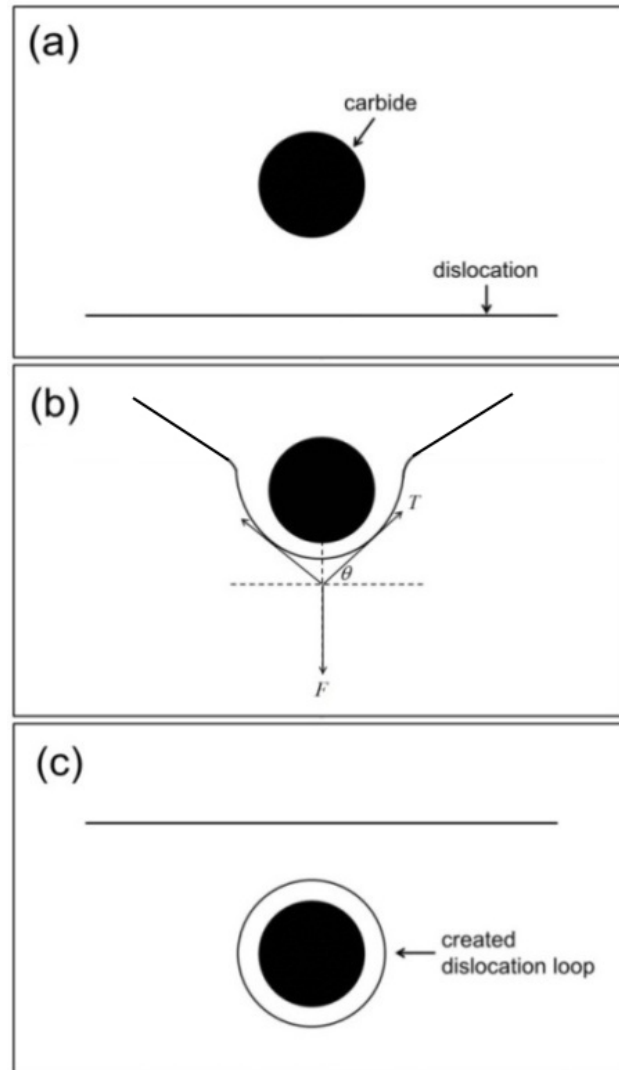 (a)
carbide
dislocation
(b)
T
θ
F
(c)
created
dislocation loop